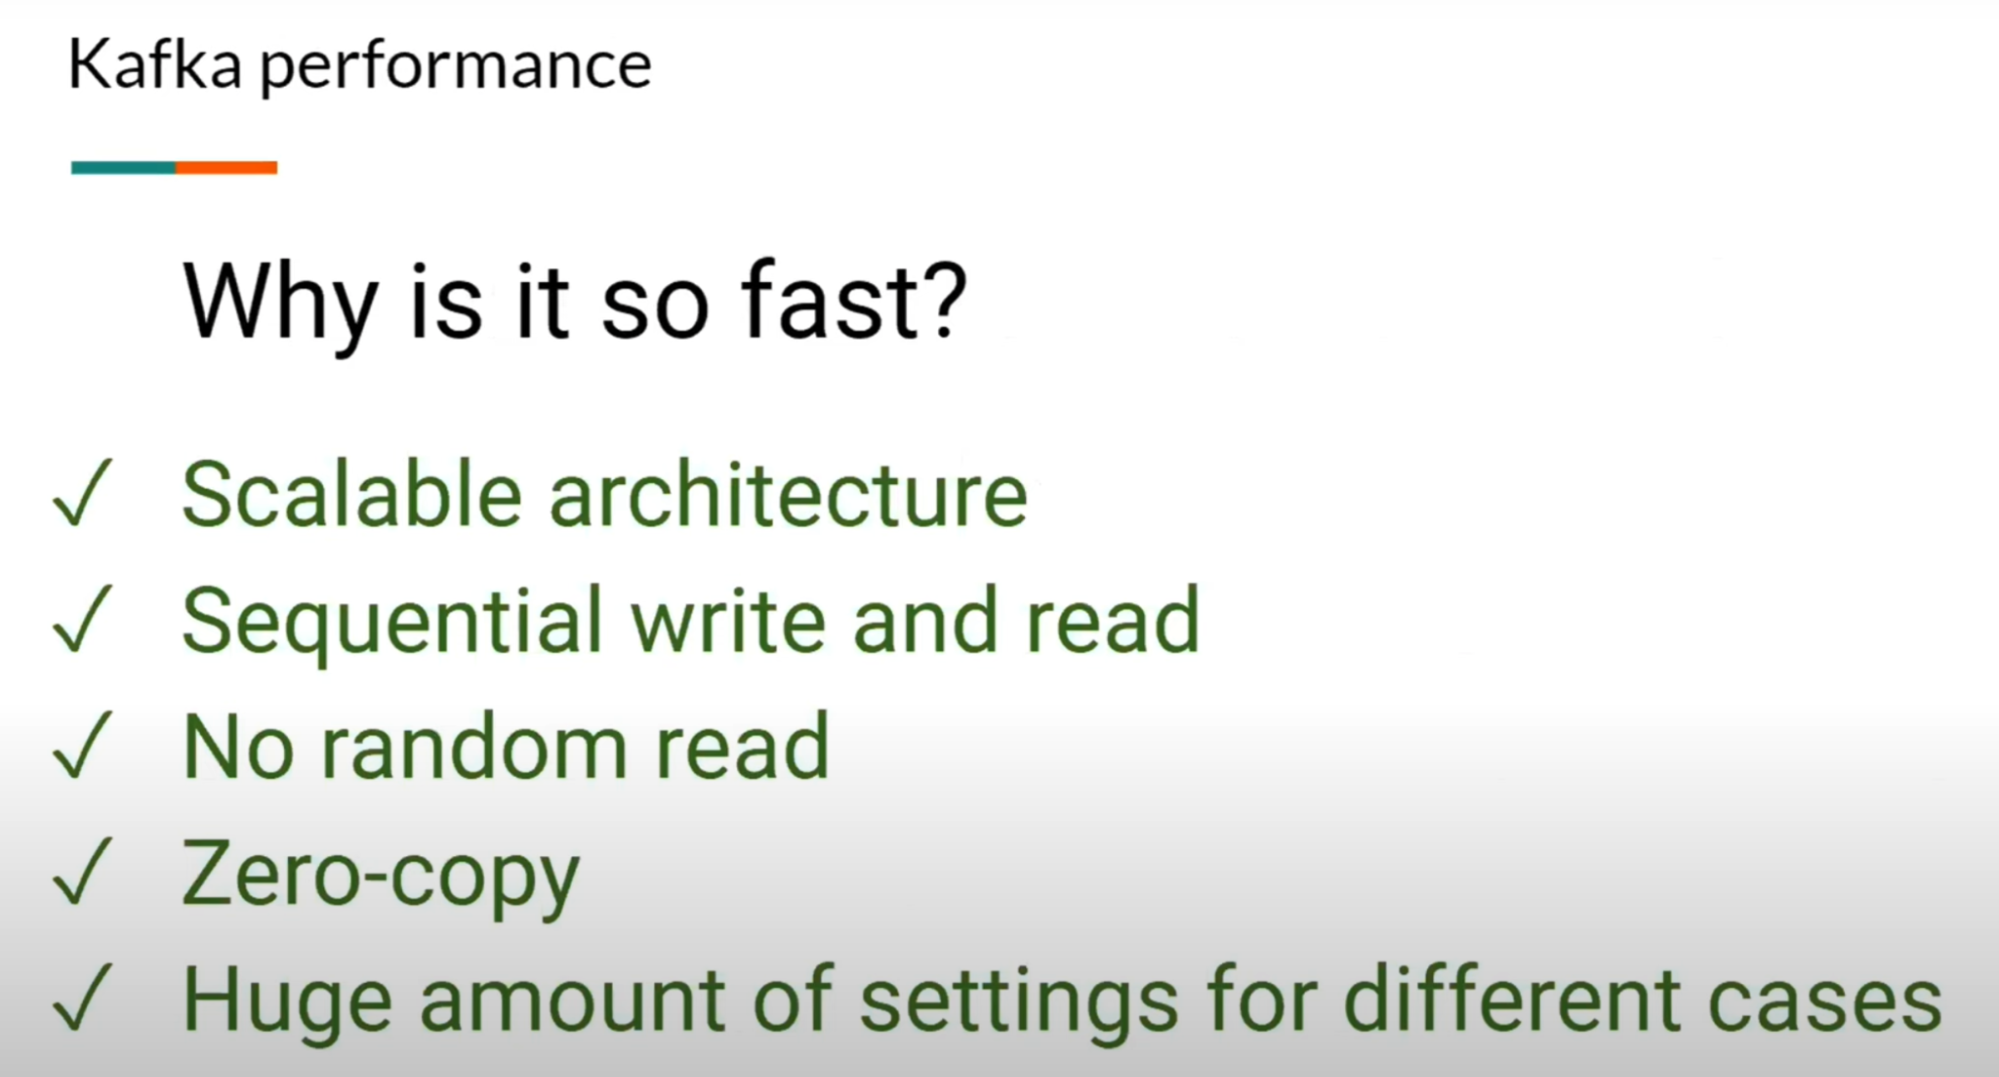 Kafka performance
Why is it so fast?
✓ Scalable architecture
✓ Sequential write and read
✓ No random read
✓ Zero-copy
✓ Huge amount of settings for different cases